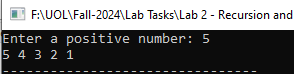 F:\UOL\Fall-2024\Lab Tasks\Lab 2 - Recursion and
Enter a positive number: 5
5 4 3 2 1
--------------------------------